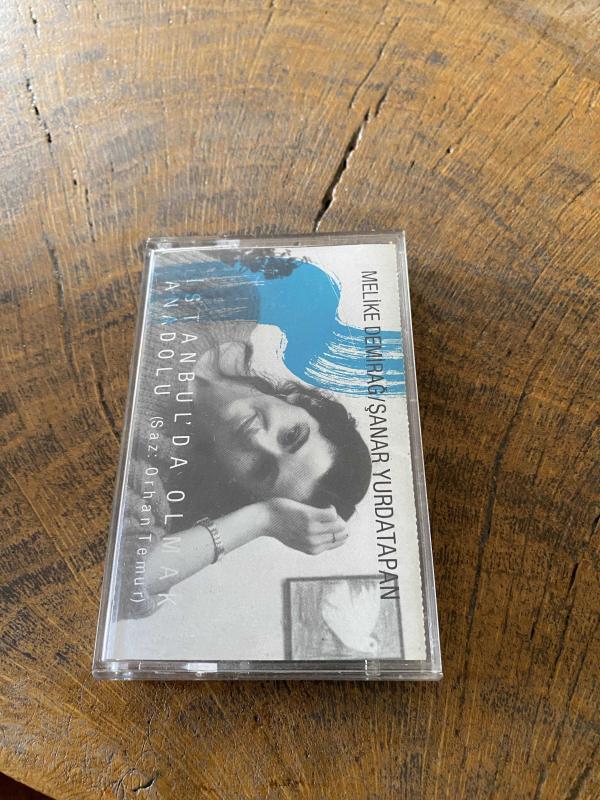 MELİKE DEMİRAĞ/ŞANAR YURDATAPAN
İSTANBUL'DA OLMAK
ANADOLU (Saz: Orhan Temur)